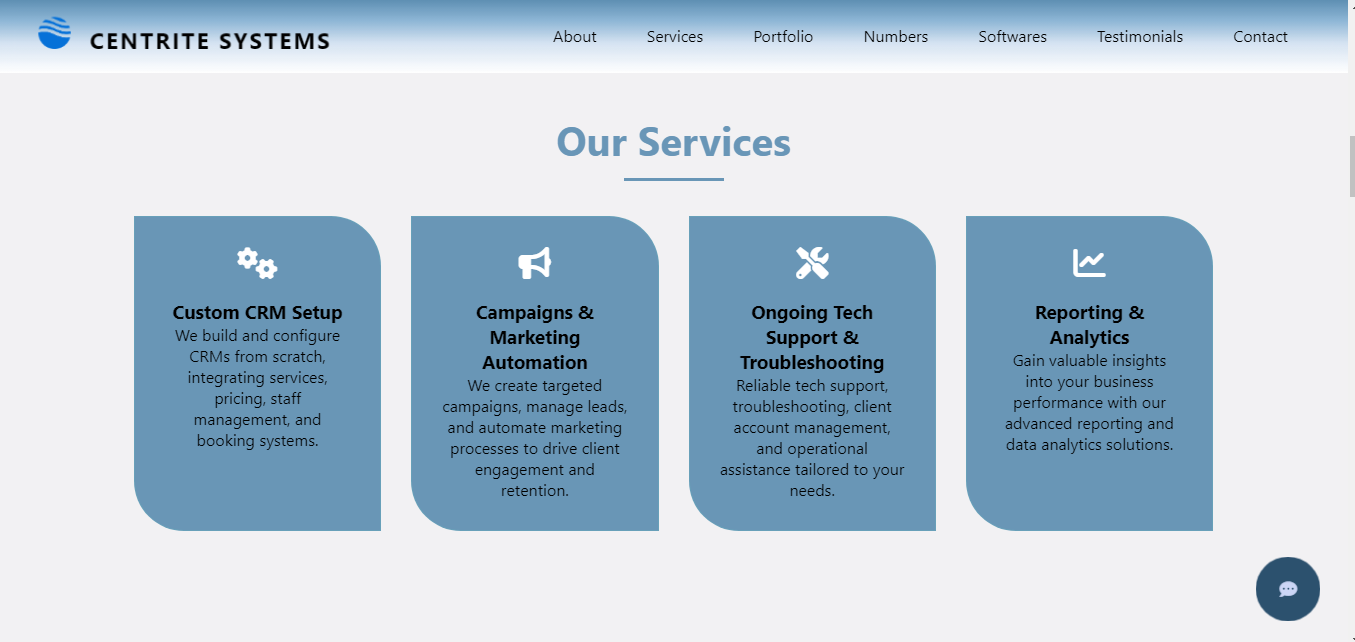 CENTRITE SYSTEMS
About Services Portfolio Numbers Softwares Testimonials Contact
Our Services
Custom CRM Setup
We build and configure
CRMs from scratch,
integrating services,
pricing, staff
management, and
booking systems.
Campaigns &
Marketing
Automation
We create targeted
campaigns, manage leads,
and automate marketing
processes to drive client
engagement and
retention.
Ongoing Tech
Support &
Troubleshooting
Reliable tech support,
troubleshooting, client
account management,
and operational
assistance tailored to your
needs.
Reporting &
Analytics
Gain valuable insights
into your business
performance with our
advanced reporting and
data analytics solutions.